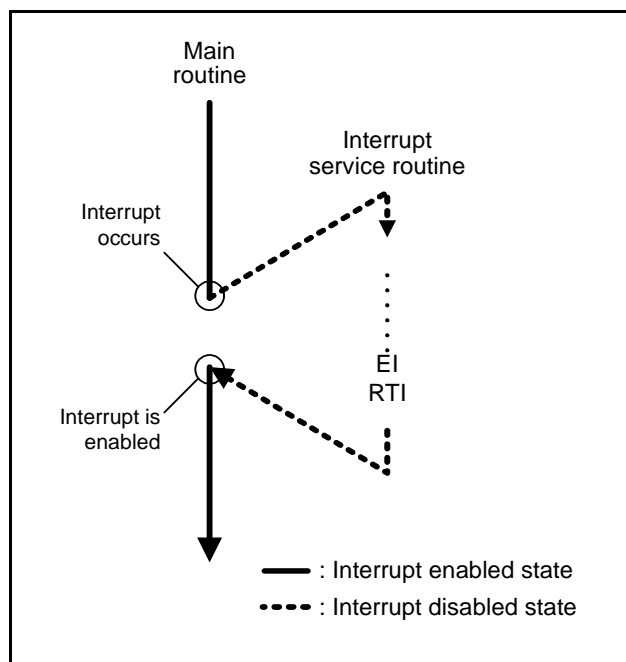 Main
routine
Interrupt
service routine
Interrupt
occurs
EI
RTI
Interrupt is
enabled
: Interrupt enabled state
: Interrupt disabled state